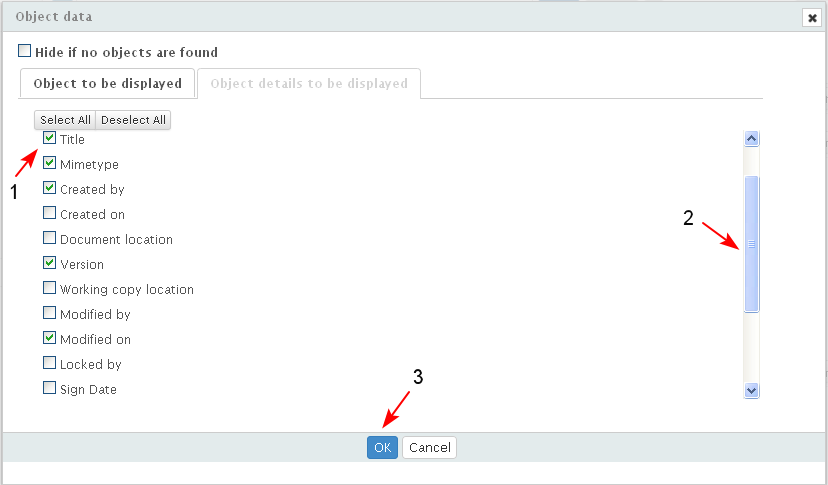 Object data
Hide if no objects are found
Object to be displayed Object details to be displayed
Select All Deselect All
Title
1
Mimetype
Created by
Created on
2
Document location
Version
Working copy location
Modified by
Modified on
Locked by
3
Sign Date
OK Cancel